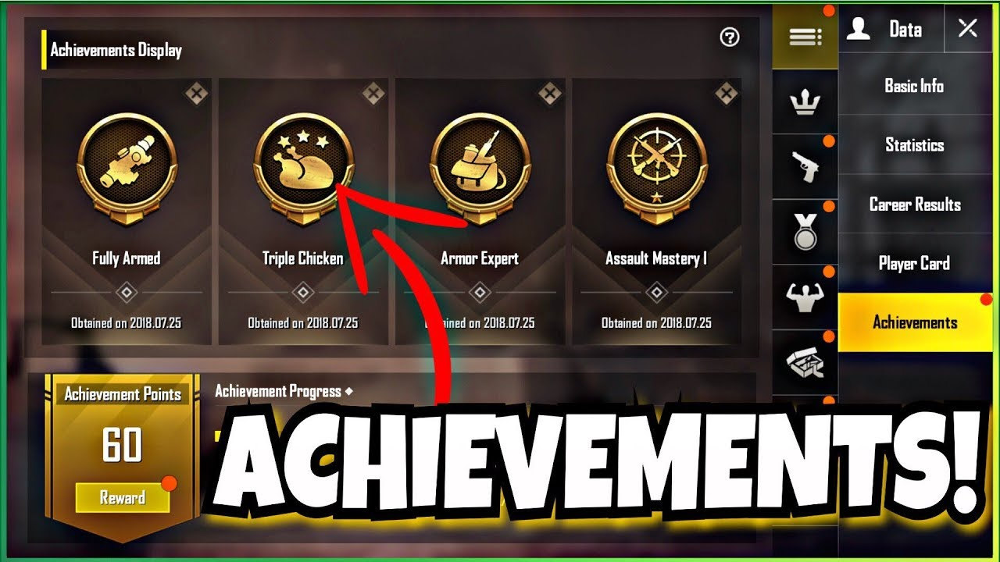 Achievements Display
?
Data
Basic Info
Statistics
Career Results
Player Card
Achievements
Fully Armed
Triple Chicken
Armor Expert
Assault Mastery I
Obtained on 2018.07.25
Obtained on 2018.07.25
Obtained on 2018.07.25
Obtained on 2018.07.25
Achievement Points
60
Reward
Achievement Progress
ACHIEVEMENTS!